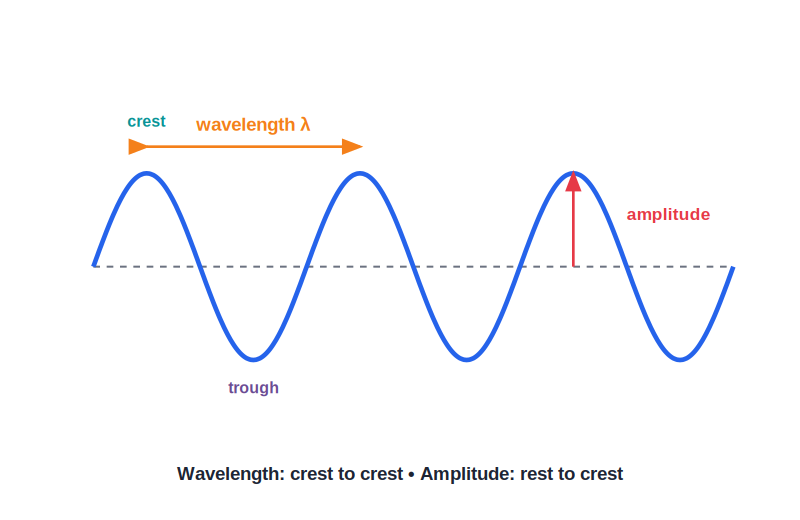 crest
wavelength λ
amplitude
trough
Wavelength: crest to crest • Amplitude: rest to crest